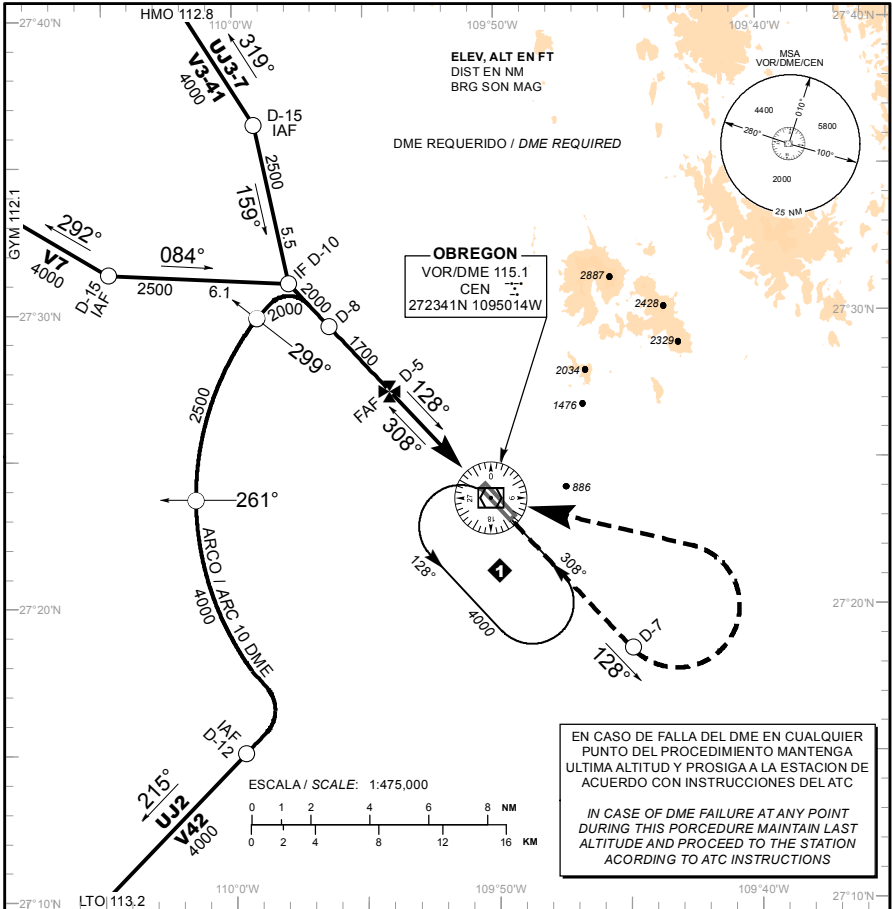 27°40'N
110°0'W
109°50'W
109°40'W
27°40'N
HMO 112.8
319°
UJ3-7
V3-41
4000
ELEV, ALT EN FT
DIST EN NM
BRG SON MAG
MSA
VOR/DME/CEN
4400
010°
5800
280°
100°
2000
25 NM
D-15
IAF
DME REQUERIDO / DME REQUIRED
2500
159°
5.5
GYM 112.1
292°
V7
4000
084°
D-15
IAF
2500
6.1
IF D-10
2000
2000
D-8
OBREGON
VOR/DME 115.1
CEN
272341N 1095014W
2887
2428
2329
27°30'N
27°30'N
299°
1700
D-5
FAF
128°
308°
2034
1476
2500
261°
0
9
18
27
886
ARCO / ARC 10 DME
4000
128°
1
308°
4000
27°20'N
27°20'N
D-7
128°
IAF
D-12
215°
UJ2
V42
4000
ESCALA / SCALE: 1:475,000
0 1 2 4 6 8 NM
0 2 4 8 12 16 KM
EN CASO DE FALLA DEL DME EN CUALQUIER
PUNTO DEL PROCEDIMIENTO MANTENGA
ULTIMA ALTITUD Y PROSIGA A LA ESTACION DE
ACUERDO CON INSTRUCCIONES DEL ATC
IN CASE OF DME FAILURE AT ANY POINT
DURING THIS PORCEDURE MAINTAIN LAST
ALTITUDE AND PROCEED TO THE STATION
ACORDING TO ATC INSTRUCTIONS
LTO 113.2
27°10'N
110°0'W
109°50'W
109°40'W
27°10'N